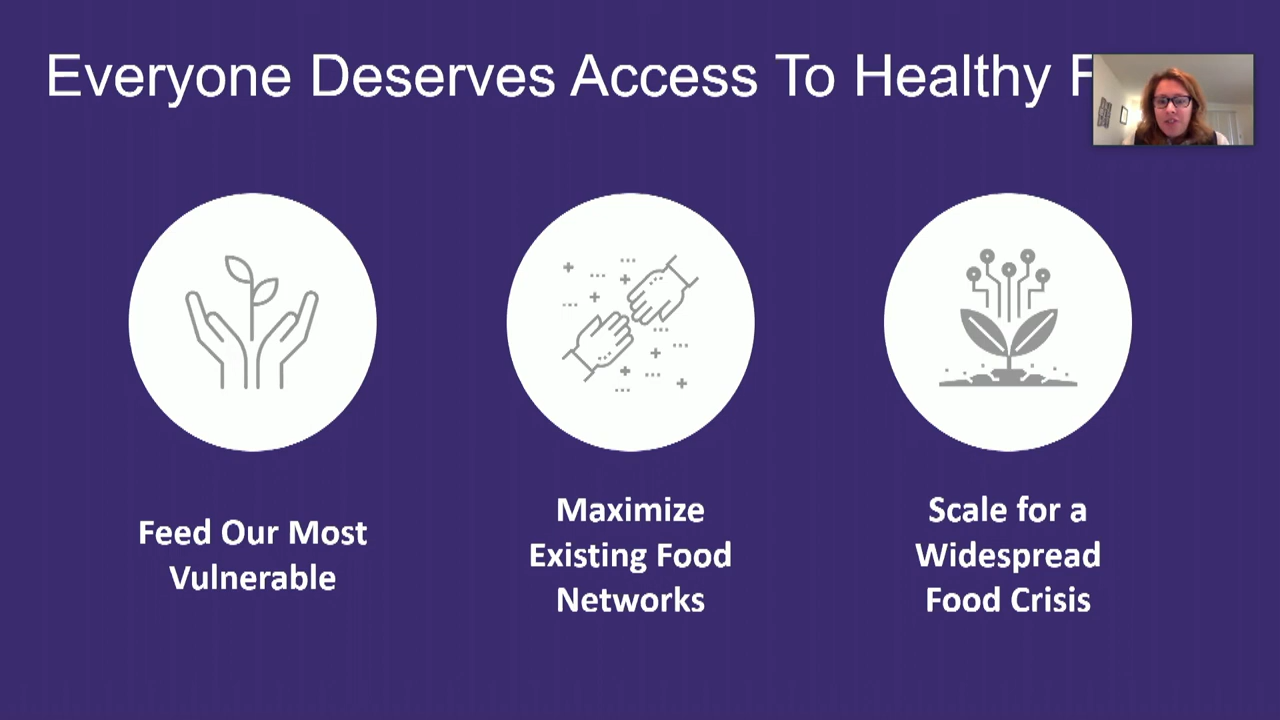 Everyone Deserves Access To Healthy
Feed Our Most
Vulnerable
Maximize
Existing Food
Networks
Scale for a
Widespread
Food Crisis